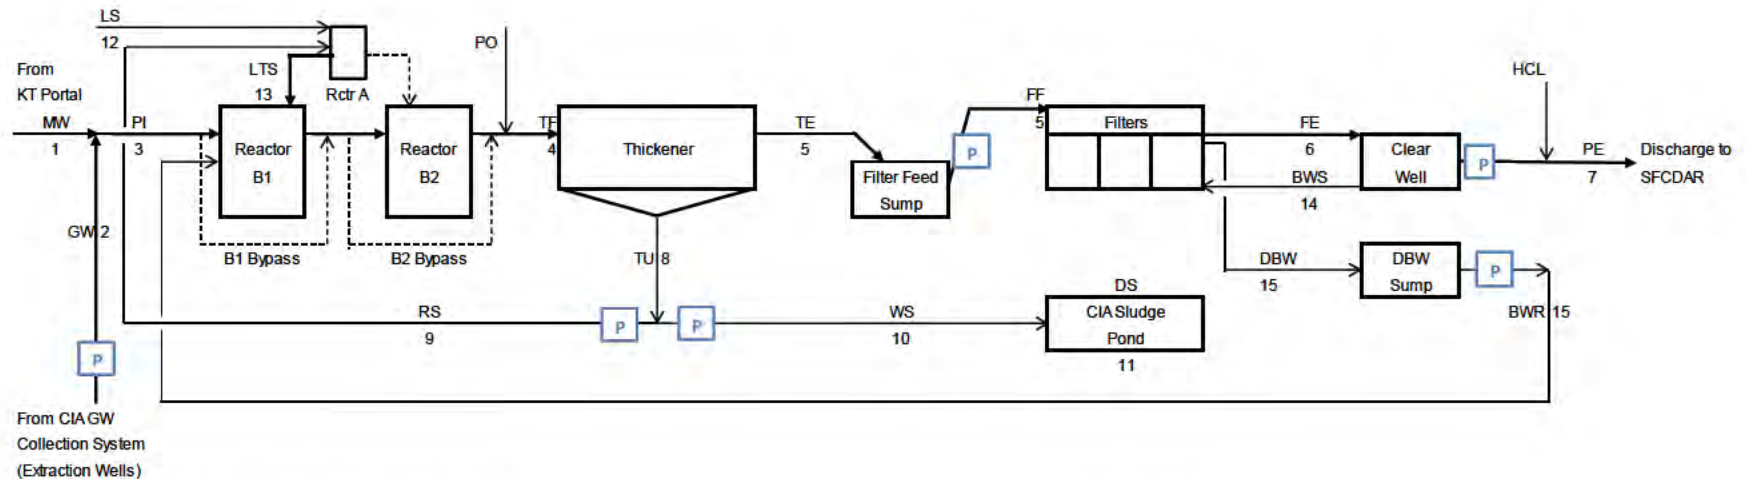 LS
12
PO
From
KT Portal
LTS
13
Rctr A
HCL
MW
1
PI
3
Reactor
B1
Reactor
B2
TF
4
Thickener
TE
5
P
Filter Feed
Sump
FF
5
Filters
FE
6
BWS
14
Clear
Well
P
PE
7
Discharge to
SFCDAR
GW 2
B1 Bypass
B2 Bypass
TU 8
DBW
15
DBW
Sump
P
BWR 15
RS
9
P
P
WS
10
DS
CIA Sludge
Pond
11
P
From CIA GW
Collection System
(Extraction Wells)